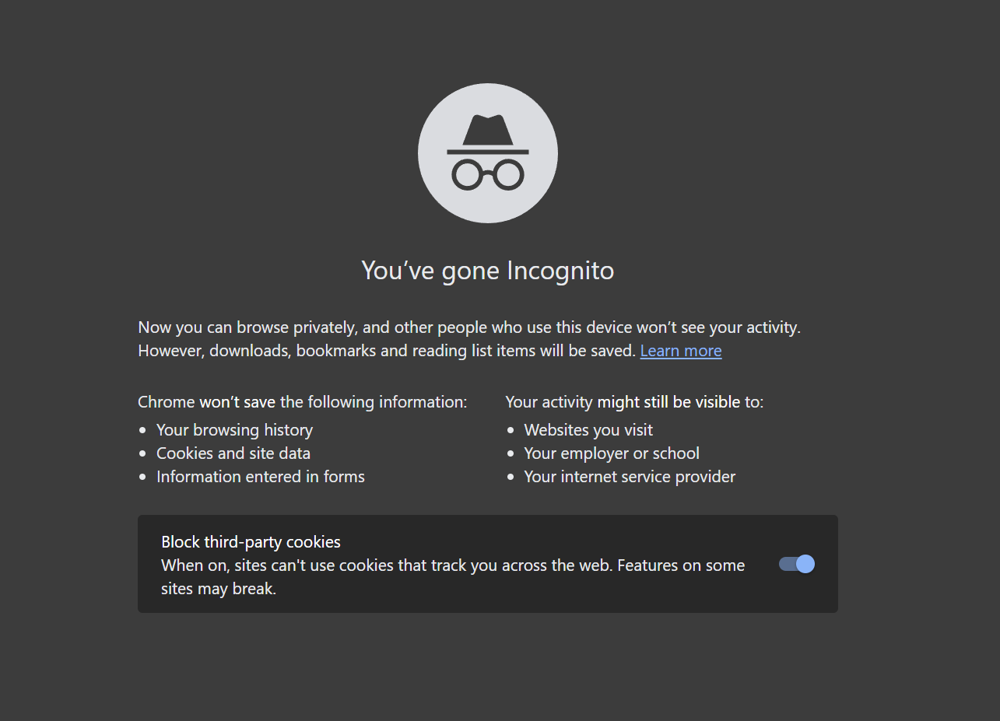 You’ve gone Incognito
Now you can browse privately, and other people who use this device won’t see your activity.
However, downloads, bookmarks and reading list items will be saved. Learn more
Chrome won’t save the following information:
• Your browsing history
• Cookies and site data
• Information entered in forms
Your activity might still be visible to:
• Websites you visit
• Your employer or school
• Your internet service provider
Block third-party cookies
When on, sites can't use cookies that track you across the web. Features on some
sites may break.